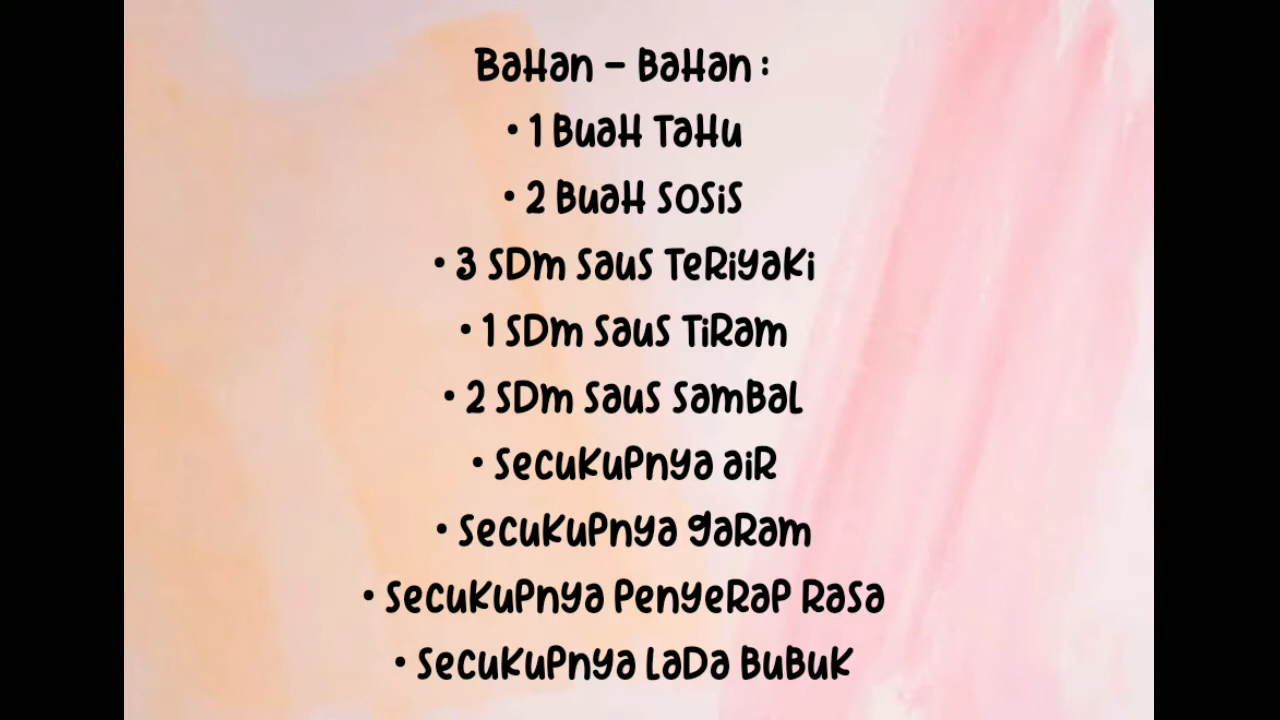 Bahan - Bahan :
• 1 Buah Tahu
• 2 Buah Sosis
• 3 SDM Saus Teriyaki
• 1 SDM Saus Tiram
• 2 SDM Saus Sambal
• Secukupnya air
• Secukupnya garam
• Secukupnya Penyerap Rasa
• Secukupnya Lada Bubuk